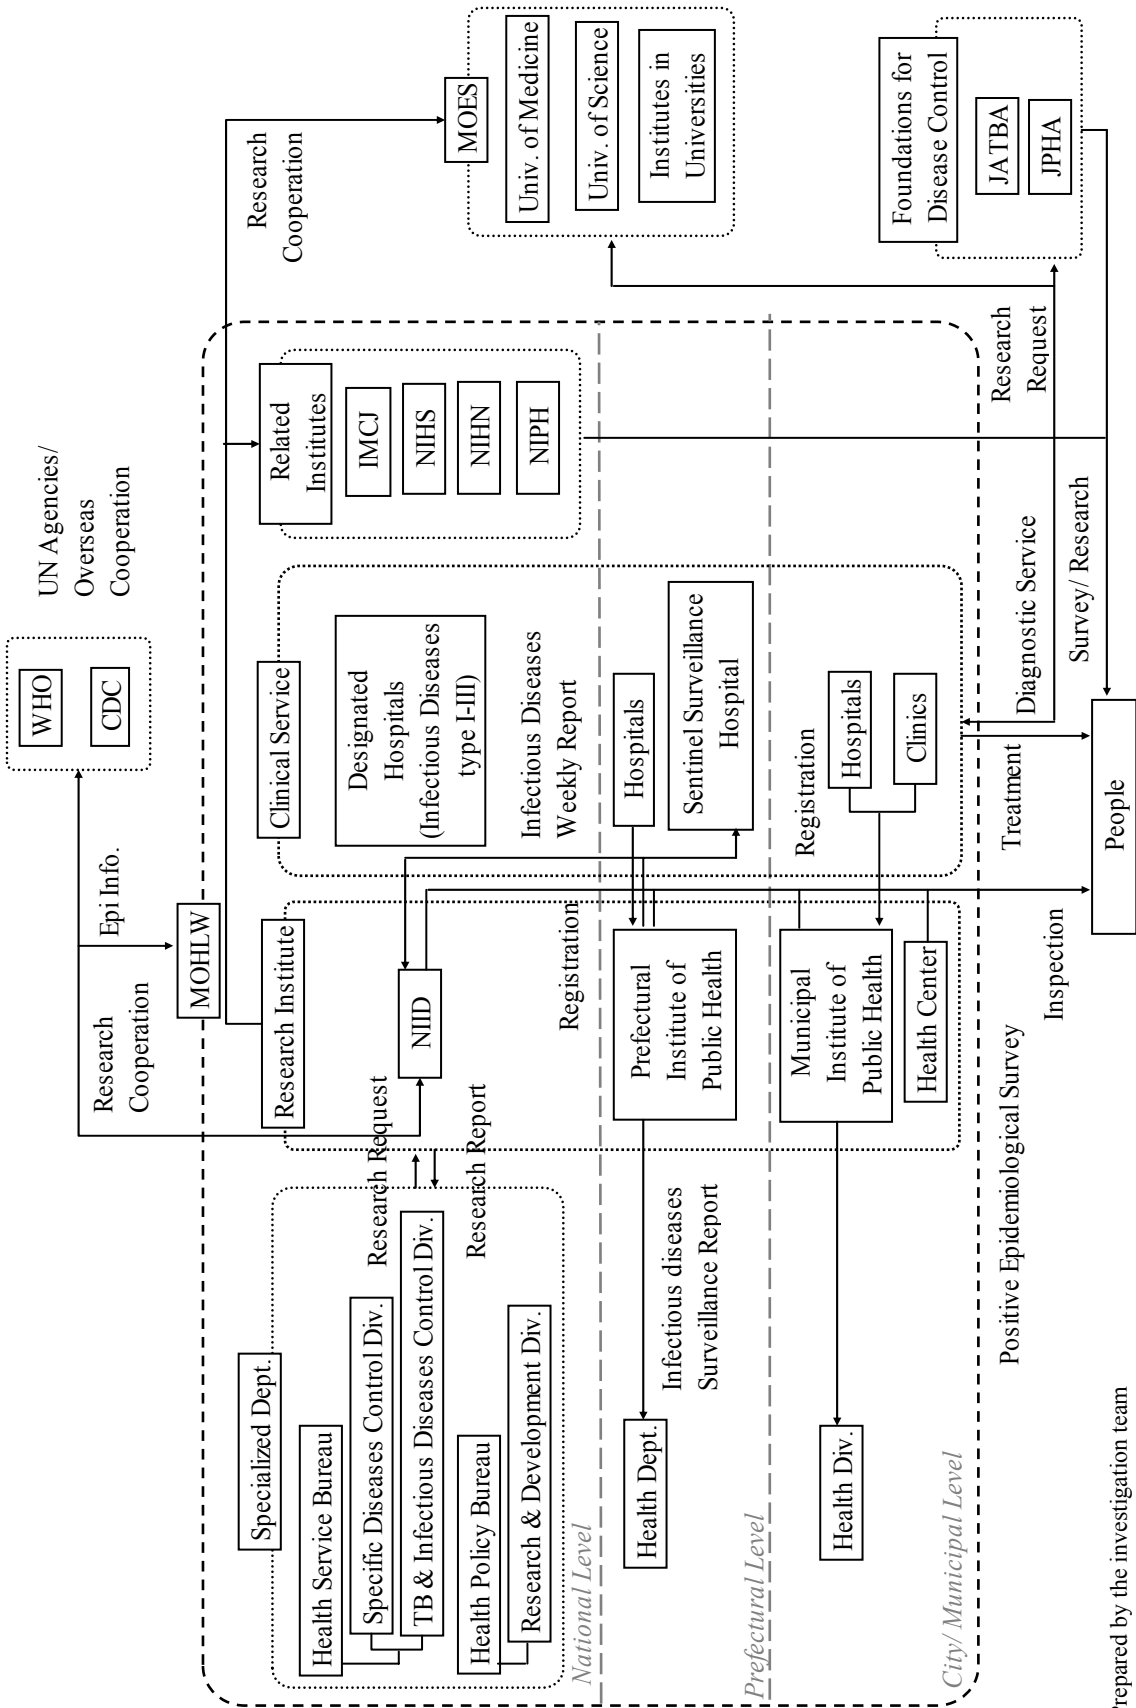 UN Agencies/
Overseas
Cooperation
WHO
CDC
Epi Info.
Research
Cooperation
MOHLW
Research
Cooperation
MOES
Univ. of Medicine
Univ. of Science
Institutes in
Universities
Specialized Dept.
Health Service Bureau
Specific Diseases Control Div.
TB & Infectious Diseases Control Div.
Health Policy Bureau
Research & Development Div.
Research Request
Research Report
Research Institute
NIID
Clinical Service
Designated
Hospitals
(Infectious Diseases
type I-III)
Infectious Diseases
Weekly Report
Related
Institutes
IMCJ
NIHS
NIHN
NIPH
National Level
Registration
Health Dept.
Infectious diseases
Surveillance Report
Prefectural
Institute of
Public Health
Hospitals
Sentinel Surveillance
Hospital
Prefectural Level
Registration
Health Div.
Municipal
Institute of
Public Health
Health Center
Hospitals
Clinics
City/ Municipal Level
Foundations for
Disease Control
JATBA
JPHA
Research
Request
Positive Epidemiological Survey
Inspection
Treatment
Diagnostic Service
Survey/ Research
People
Prepared by the investigation team